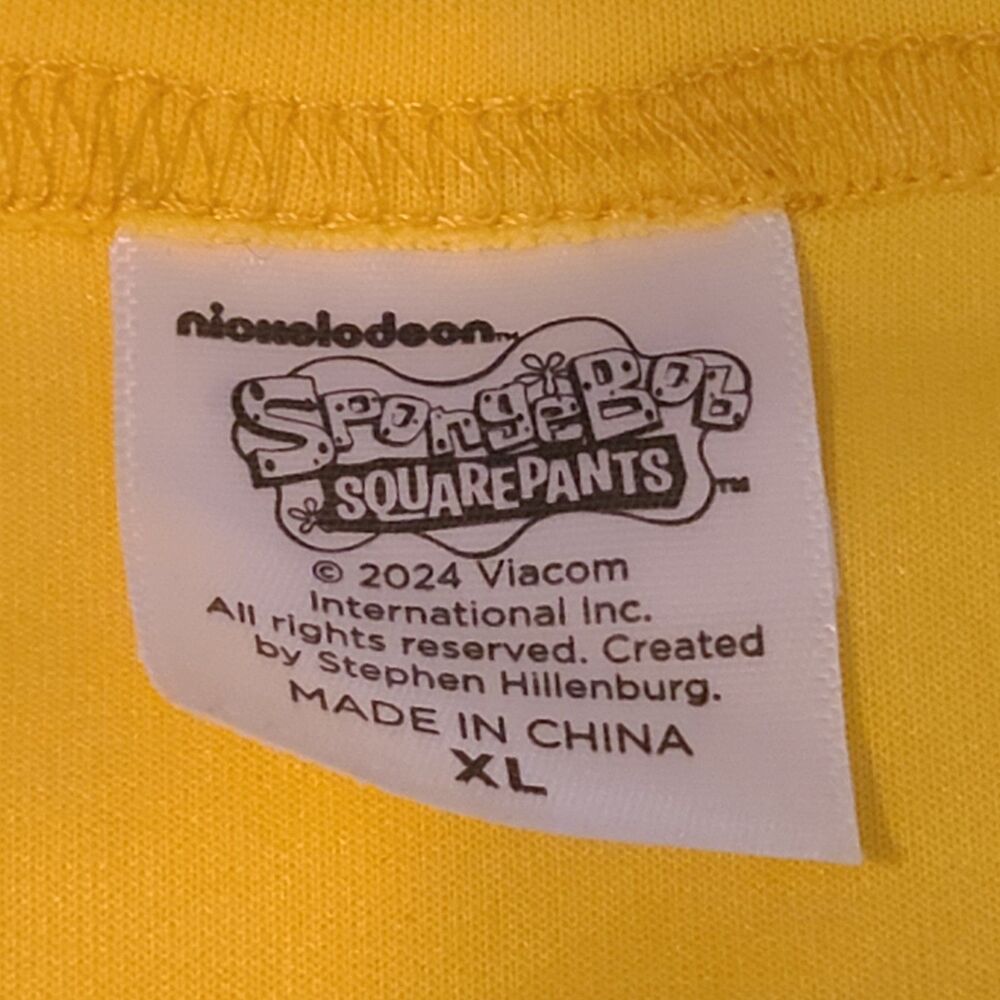 nickelodeon™
SPONGEBOB
SQUAREPANTS™
© 2024 Viacom
International Inc.
All rights reserved. Created
by Stephen Hillenburg.
MADE IN CHINA
XL